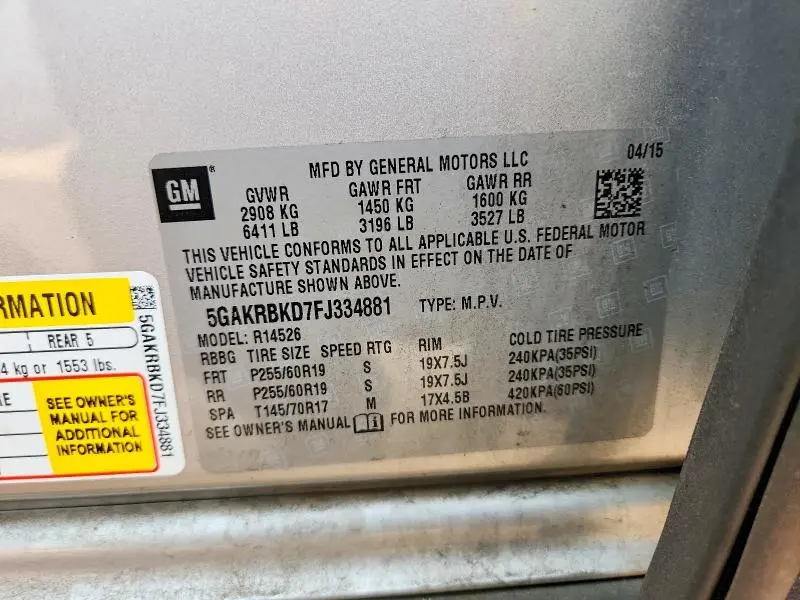 GM
®
MFD BY GENERAL MOTORS LLC 04/15
GVWR GAWR FRT GAWR RR
2908 KG 1450 KG 1600 KG
6411 LB 3196 LB 3527 LB
THIS VEHICLE CONFORMS TO ALL APPLICABLE U.S. FEDERAL MOTOR
VEHICLE SAFETY STANDARDS IN EFFECT ON THE DATE OF
MANUFACTURE SHOWN ABOVE.
5GAKRBKD7FJ334881 TYPE: M.P.V.
MODEL: R14526
RBBG TIRE SIZE SPEED RTG RIM COLD TIRE PRESSURE
FRT P255/60R19 S 19X7.5J 240KPA(35PSI)
RR P255/60R19 S 19X7.5J 240KPA(35PSI)
SPA T145/70R17 M 17X4.5B 420KPA(60PSI)
SEE OWNER'S MANUAL FOR MORE INFORMATION.
RMATION
REAR 5
4 kg or 1553 lbs.
SEE OWNER'S
MANUAL FOR
ADDITIONAL
INFORMATION
5GAKRBKD7FJ334881